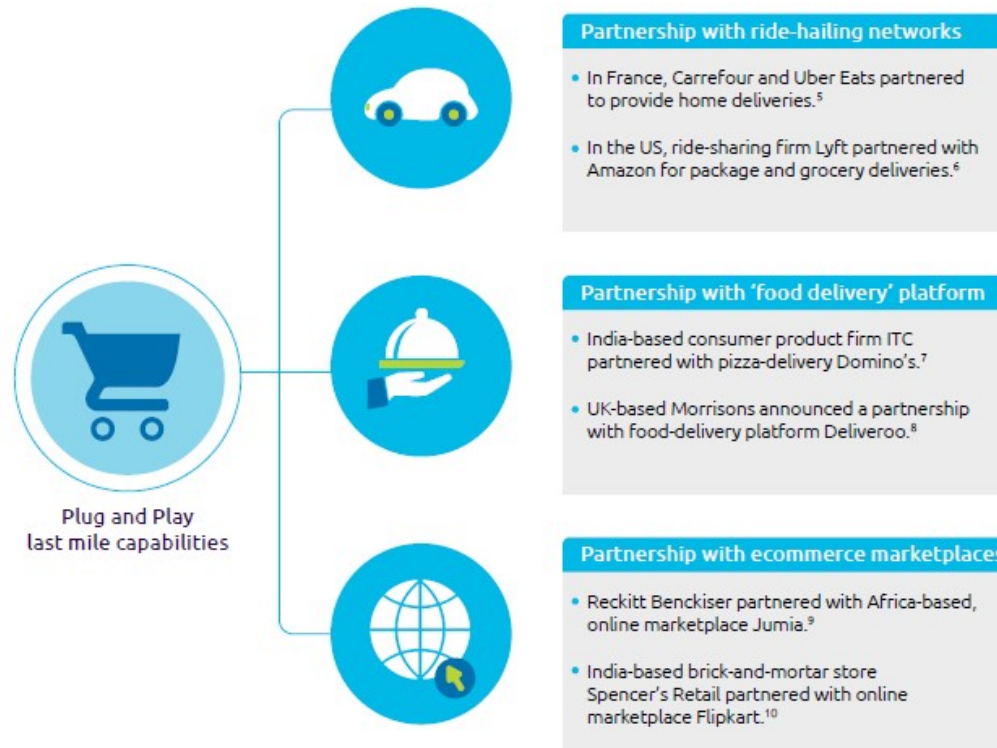 Partnership with ride-hailing networks
• In France, Carrefour and Uber Eats partnered
to provide home deliveries.⁵
• In the US, ride-sharing firm Lyft partnered with
Amazon for package and grocery deliveries.⁶
Plug and Play
last mile capabilities
Partnership with ‘food delivery’ platform
• India-based consumer product firm ITC
partnered with pizza-delivery Domino’s.⁷
• UK-based Morrisons announced a partnership
with food-delivery platform Deliveroo.⁸
Partnership with ecommerce marketplaces
• Reckitt Benckiser partnered with Africa-based,
online marketplace Jumia.⁹
• India-based brick-and-mortar store
Spencer’s Retail partnered with online
marketplace Flipkart.¹⁰